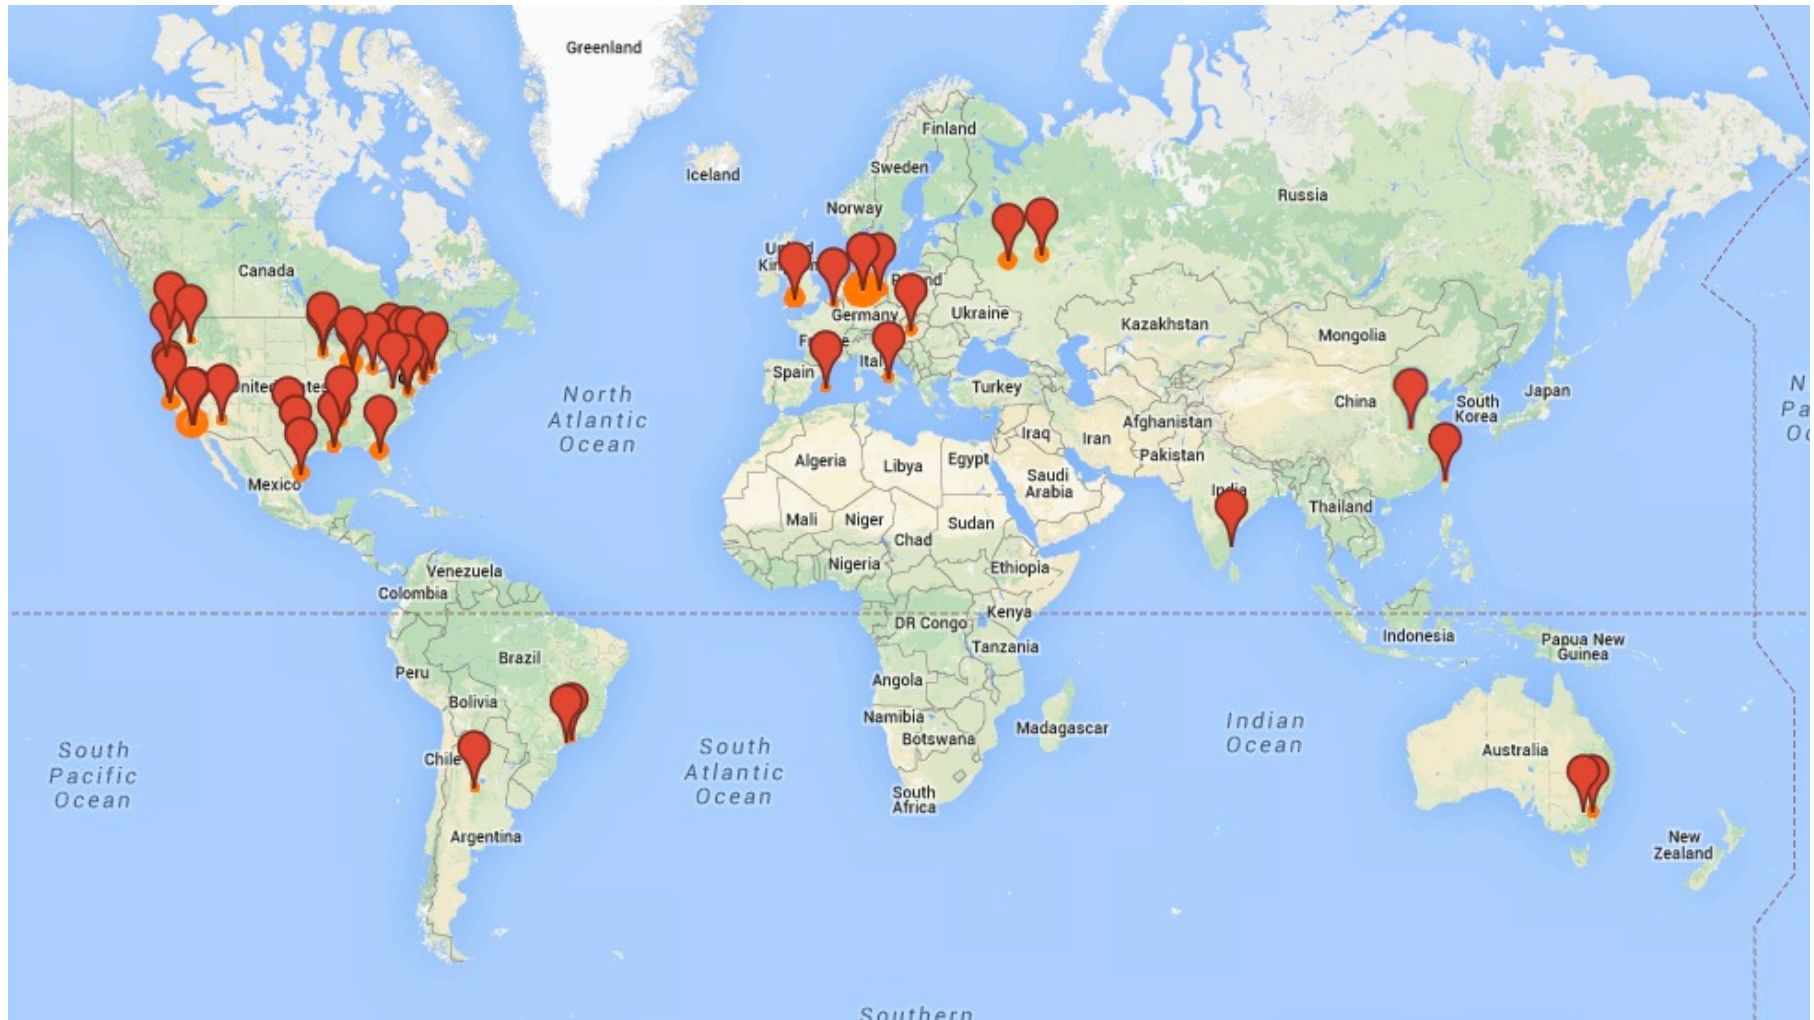 Greenland
Finland
Iceland
Sweden
Russia
Norway
United
Canada
Germany
Ukraine
Kazakhstan
Mongolia
Spain
Turkey
China
South
Korea
Japan
North
Atlantic
Ocean
Iraq
Iran
Afghanistan
Pakistan
Algeria
Libya
Egypt
Saudi
Arabia
Mexico
India
Thailand
Mali
Niger
Chad
Sudan
Nigeria
Ethiopia
Venezuela
Colombia
DR Congo
Kenya
Tanzania
Indonesia
Papua New
Guinea
Brazil
Peru
Angola
Bolivia
Namibia
Botswana
Madagascar
Indian
Ocean
Australia
South
Pacific
Ocean
Chile
South
Atlantic
Ocean
South
Africa
Argentina
New
Zealand
Southern